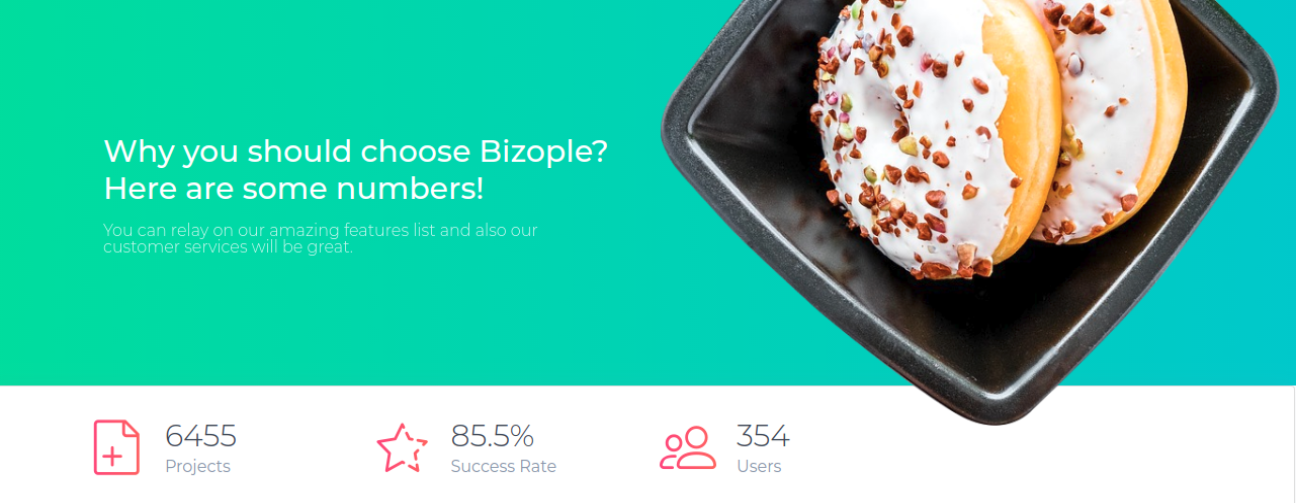 Why you should choose Bizople?
Here are some numbers!
You can relay on our amazing features list and also our
customer services will be great.
6455
Projects
85.5%
Success Rate
354
Users